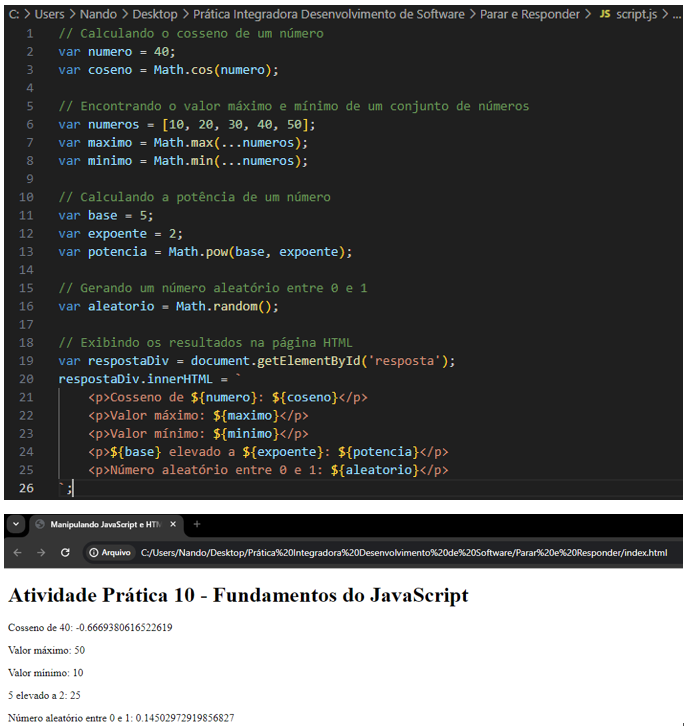 C: > Users > Nando > Desktop > Prática Integradora Desenvolvimento de Software > Parar e Responder > JS script.js > ...
1 // Calculando o cosseno de um número
2 var numero = 40;
3 var coseno = Math.cos(numero);
4
5 // Encontrando o valor máximo e mínimo de um conjunto de números
6 var numeros = [10, 20, 30, 40, 50];
7 var maximo = Math.max(...numeros);
8 var minimo = Math.min(...numeros);
9
10 // Calculando a potência de um número
11 var base = 5;
12 var expoente = 2;
13 var potencia = Math.pow(base, expoente);
14
15 // Gerando um número aleatório entre 0 e 1
16 var aleatorio = Math.random();
17
18 // Exibindo os resultados na página HTML
19 var respostaDiv = document.getElementById('resposta');
20 respostaDiv.innerHTML = `
21 <p>Cosseno de ${numero}: ${coseno}</p>
22 <p>Valor máximo: ${maximo}</p>
23 <p>Valor mínimo: ${minimo}</p>
24 <p>${base} elevado a ${expoente}: ${potencia}</p>
25 <p>Número aleatório entre 0 e 1: ${aleatorio}</p>
26 `;
Manipulando JavaScript e HTM
Arquivo C:/Users/Nando/Desktop/Prática%20Integradora%20Desenvolvimento%20de%20Software/Parar%20e%20Responder/index.html
Atividade Prática 10 - Fundamentos do JavaScript
Cosseno de 40: -0.6669380616522619
Valor máximo: 50
Valor mínimo: 10
5 elevado a 2: 25
Número aleatório entre 0 e 1: 0.14502972919856827